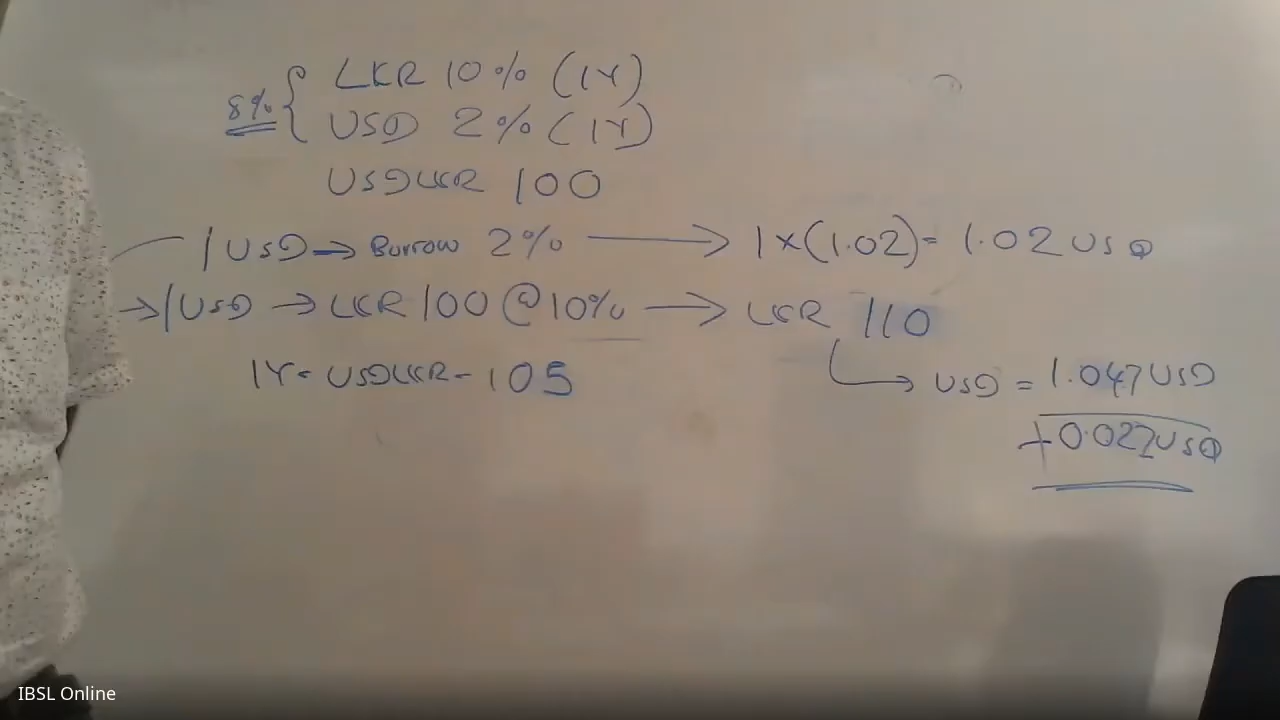 LKR 10% (1Y)
8% { USD 2% (1Y)
USDLKR 100
1 USD → Borrow 2% → 1 x (1.02) = 1.02 USD
→ 1 USD → LKR 100 @ 10% → LKR 110
1Y = USDLKR - 105
→ USD = 1.047 USD
+0.027 USD
IBSL Online